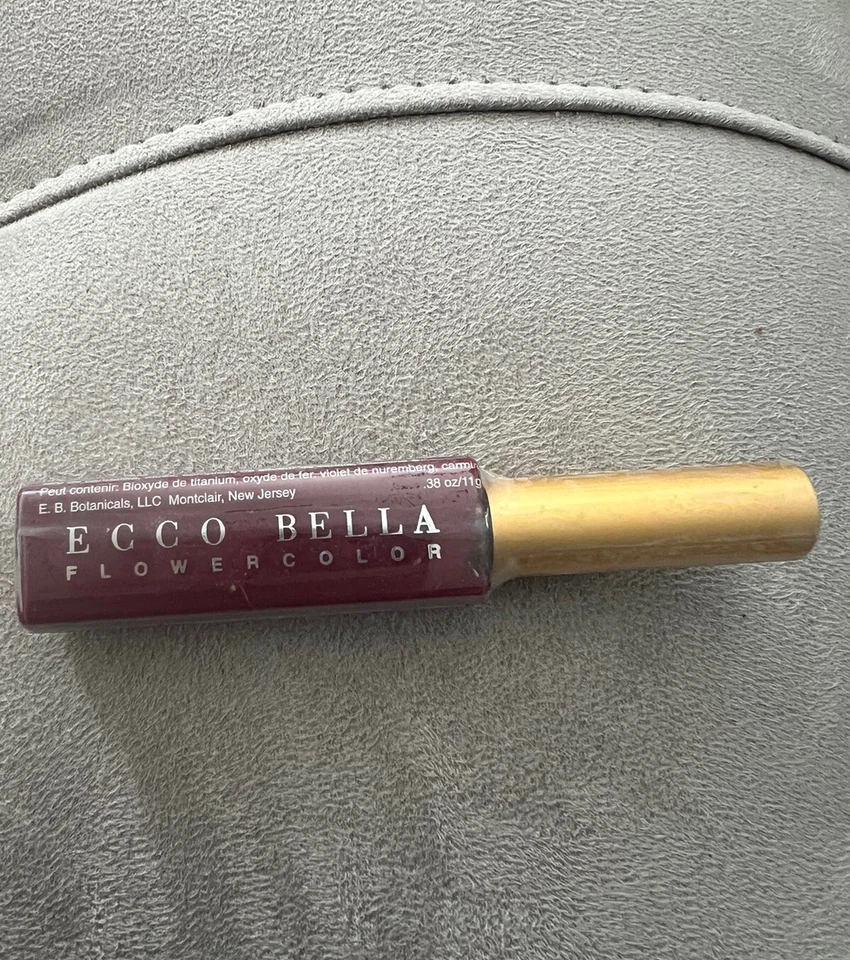 Peut contenir: Bioxyde de titanium, oxyde de fer, violet de nuremberg,
.38 oz/11g
E. B. Botanicals, LLC Montclair, New Jersey
ECCO BELLA
FLOWERCOLOR